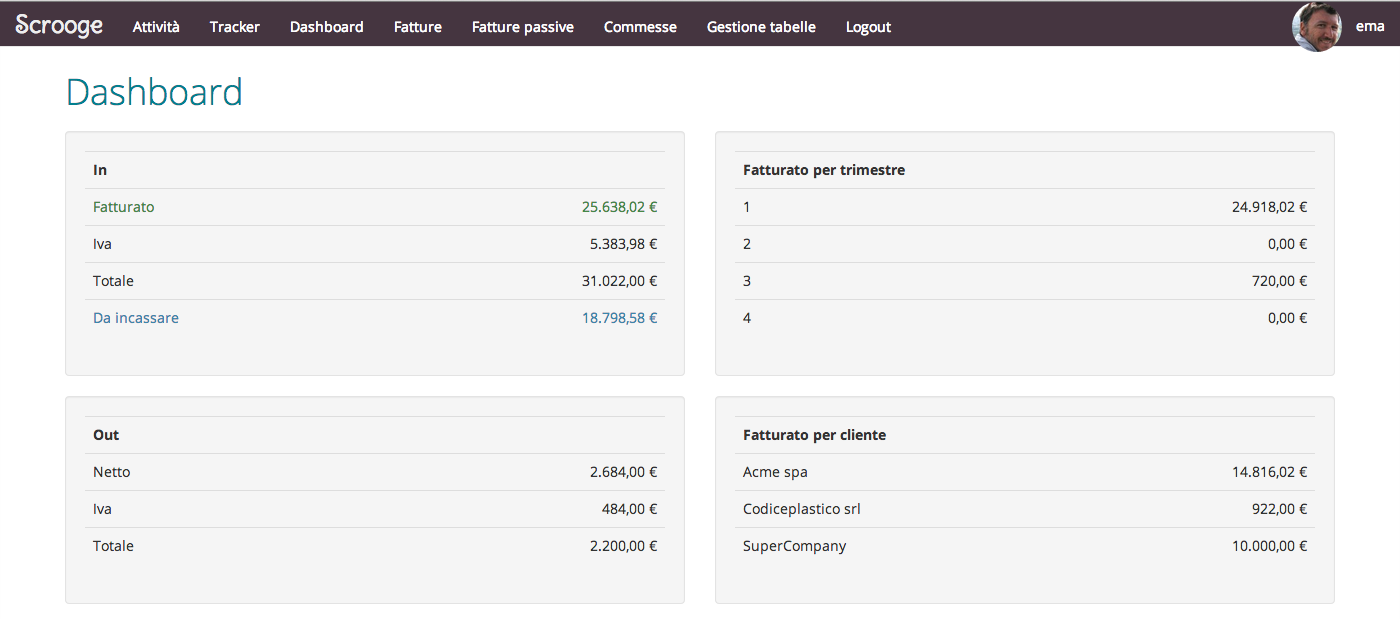 Scrooge Attività Tracker Dashboard Fatture Fatture passive Commesse Gestione tabelle Logout ema
Dashboard
In
Fatturato 25.638,02 €
Iva 5.383,98 €
Totale 31.022,00 €
Da incassare 18.798,58 €
Fatturato per trimestre
1 24.918,02 €
2 0,00 €
3 720,00 €
4 0,00 €
Out
Netto 2.684,00 €
Iva 484,00 €
Totale 2.200,00 €
Fatturato per cliente
Acme spa 14.816,02 €
Codiceplastico srl 922,00 €
SuperCompany 10.000,00 €